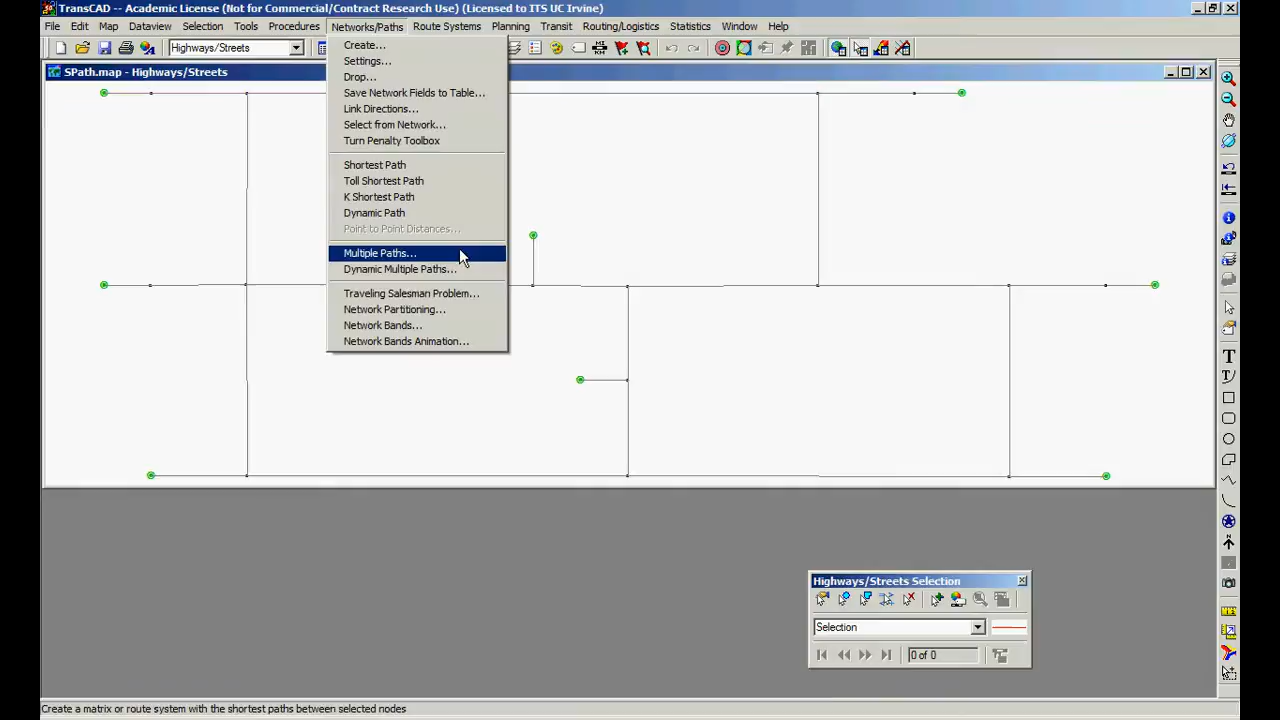 TransCAD -- Academic License (Not for Commercial/Contract Research Use) (Licensed to ITS UC Irvine)
File Edit Map Dataview Selection Tools Procedures Networks/Paths Route Systems Planning Transit Routing/Logistics Statistics Window Help
Highways/Streets
SPath.map - Highways/Streets
Create...
Settings...
Drop...
Save Network Fields to Table...
Link Directions...
Select from Network...
Turn Penalty Toolbox
Shortest Path
Toll Shortest Path
K Shortest Path
Dynamic Path
Point to Point Distances...
Multiple Paths...
Dynamic Multiple Paths...
Traveling Salesman Problem...
Network Partitioning...
Network Bands...
Network Bands Animation...
Highways/Streets Selection
Selection
0 of 0
Create a matrix or route system with the shortest paths between selected nodes